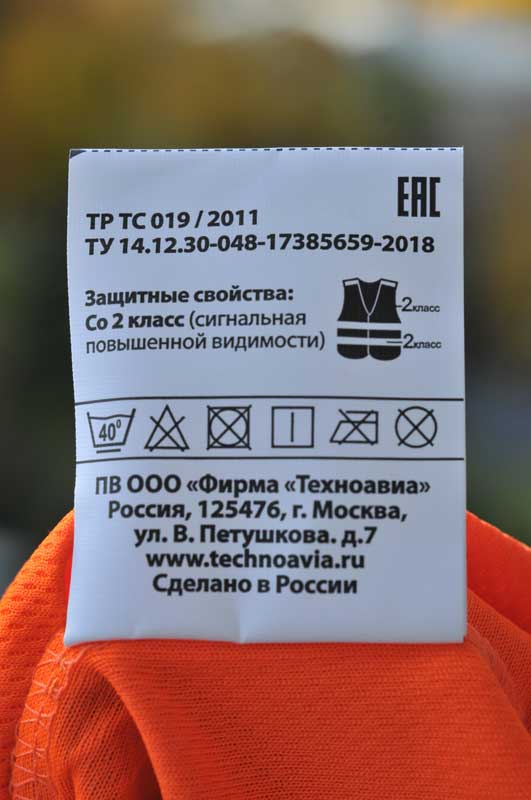 EAC
ТР ТС 019 / 2011
ТУ 14.12.30-048-17385659-2018
Защитные свойства:
Со 2 класс (сигнальная
повышенной видимости)
2класс
2класс
40°
ПВ ООО «Фирма «Техноавиа»
Россия, 125476, г. Москва,
ул. В. Петушкова. д.7
www.technoavia.ru
Сделано в России